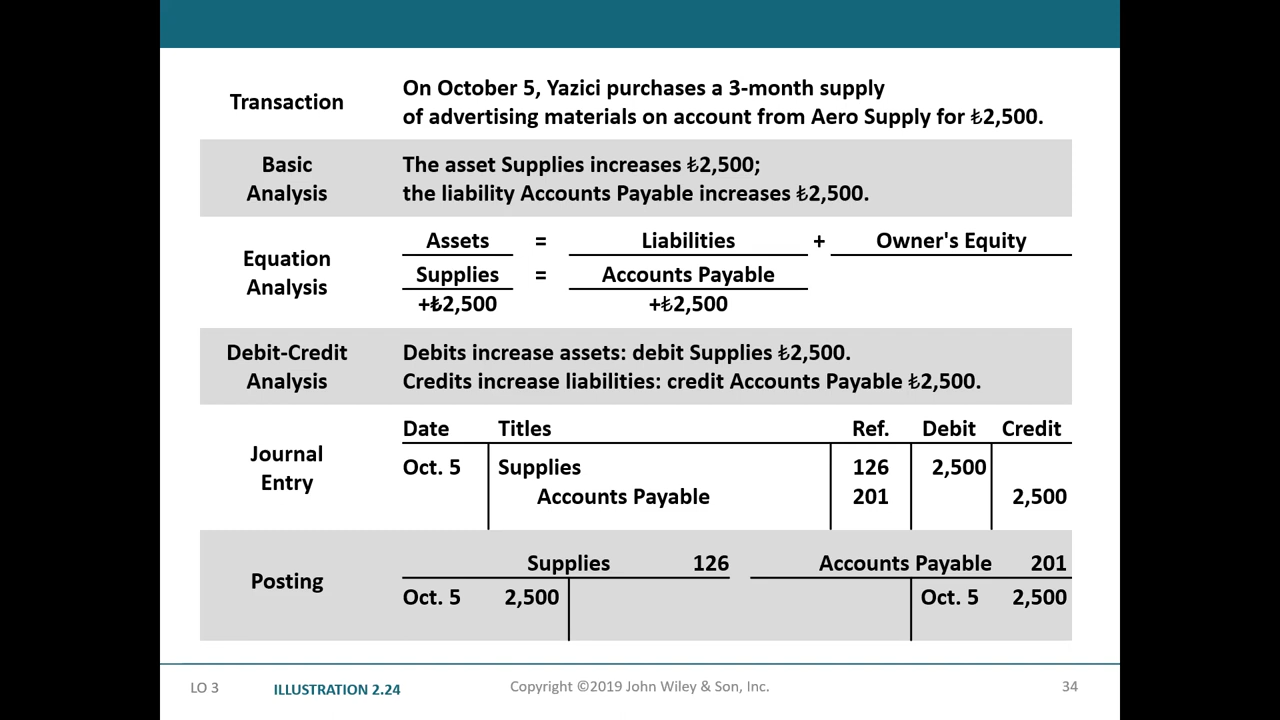 Transaction
On October 5, Yazici purchases a 3-month supply
of advertising materials on account from Aero Supply for ₺2,500.
Basic
Analysis
The asset Supplies increases ₺2,500;
the liability Accounts Payable increases ₺2,500.
Equation
Analysis
Assets = Liabilities + Owner's Equity
Supplies = Accounts Payable
+₺2,500 +₺2,500
Debit-Credit
Analysis
Debits increase assets: debit Supplies ₺2,500.
Credits increase liabilities: credit Accounts Payable ₺2,500.
Journal
Entry
Date Titles Ref. Debit Credit
Oct. 5 Supplies 126 2,500
Accounts Payable 201 2,500
Posting
Supplies 126 Accounts Payable 201
Oct. 5 2,500 Oct. 5 2,500
LO 3 ILLUSTRATION 2.24 Copyright ©2019 John Wiley & Son, Inc. 34